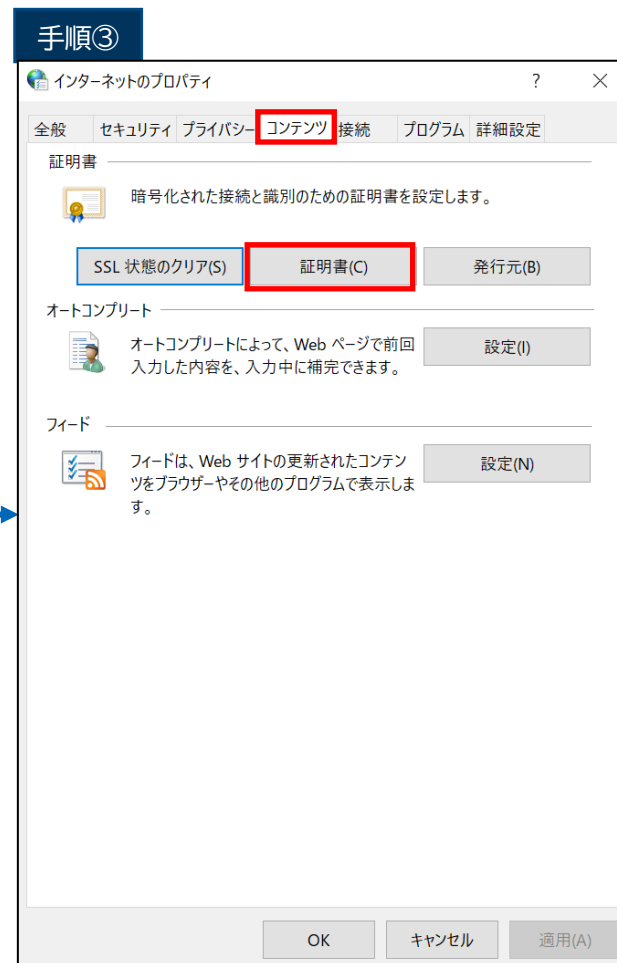 手順③
インターネットのプロパティ ? ×
全般 セキュリティ プライバシー コンテンツ 接続 プログラム 詳細設定
証明書
暗号化された接続と識別のための証明書を設定します。
SSL 状態のクリア(S) 証明書(C) 発行元(B)
オートコンプリート
オートコンプリートによって、Web ページで前回
入力した内容を、入力中に補完できます。
設定(I)
フィード
フィードは、Web サイトの更新されたコンテン
ツをブラウザーやその他のプログラムで表示しま
す。
設定(N)
OK キャンセル 適用(A)